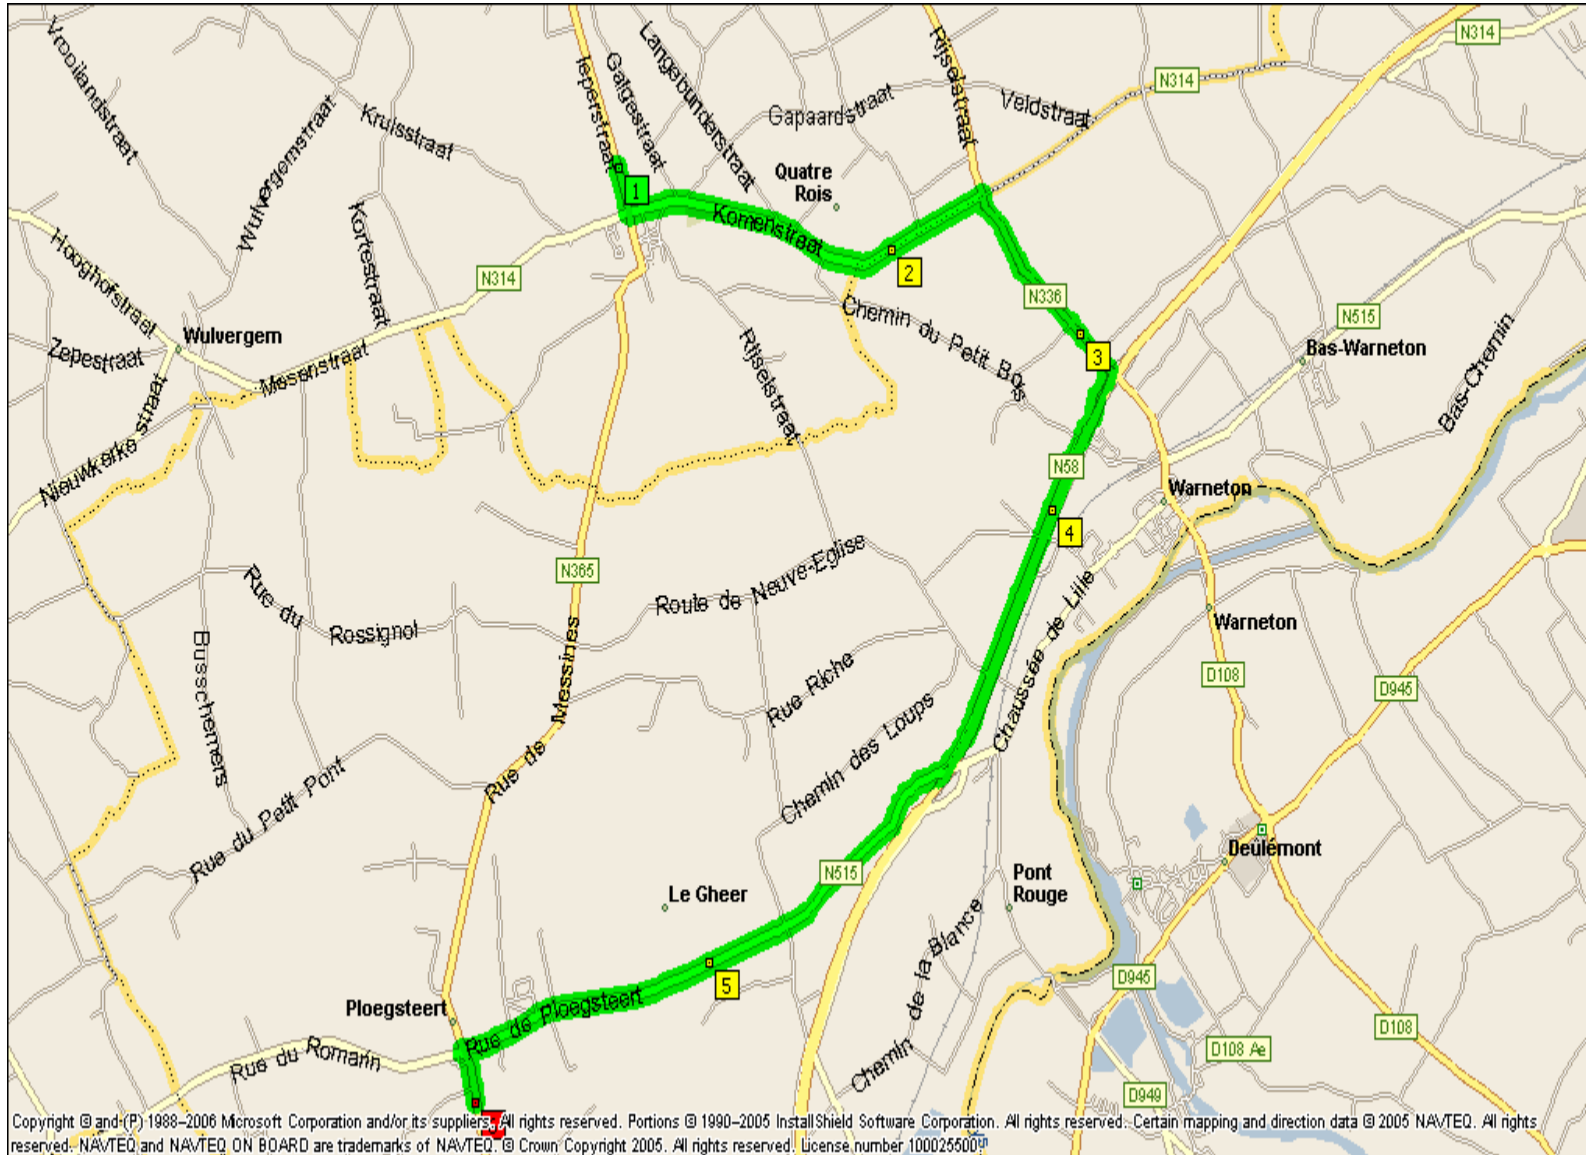 Vrooilandstraat
Wulvergemstraat
Kruisstraat
Ieperstraat
Galgestraat
Langebunderstraat
Gapaardstraat
Rijselstraat
Veldstraat
N314
N314
Quatre
Rois
1
Komenstraat
2
Kortestraat
Hooghofstraat
N314
N336
Chemin du Petit Bois
3
N515
Bas-Warneton
Bas-Chemin
Wulvergem
Zepestraat
Mesenstraat
Rijselstraat
Nieuwkerkestraat
N58
Warneton
4
N365
Route de Neuve-Eglise
Rue du Rossignol
Busschemers
Chaussée de Lille
Warneton
D108
D945
Rue Riche
Rue de Messines
Chemin des Loups
Rue du Petit Pont
N515
Deûlémont
Le Gheer
Pont
Rouge
Chemin de la Blance
5
D945
Ploegsteert
Rue de Ploegsteert
Rue du Romarin
D108
D108 Ae
D949
Copyright © and (P) 1988–2006 Microsoft Corporation and/or its suppliers. All rights reserved. Portions © 1990–2005 InstallShield Software Corporation. All rights reserved. Certain mapping and direction data © 2005 NAVTEQ. All rights
reserved. NAVTEQ and NAVTEQ ON BOARD are trademarks of NAVTEQ. © Crown Copyright 2005. All rights reserved. License number 100025500.